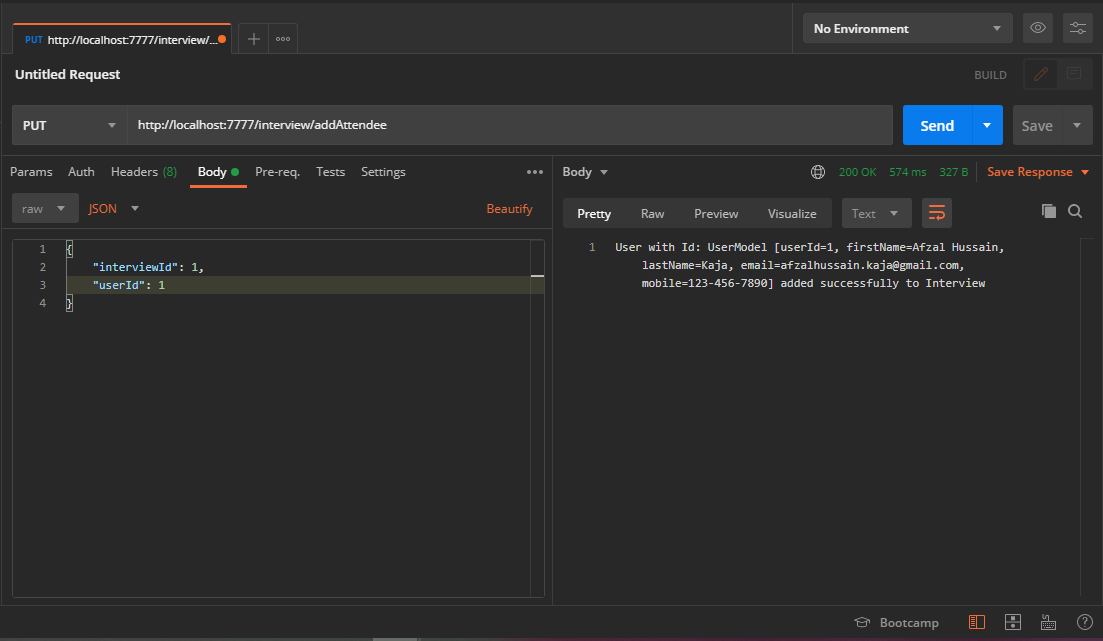 PUT http://localhost:7777/interview/...
No Environment
Untitled Request
BUILD
PUT
http://localhost:7777/interview/addAttendee
Send
Save
Params Auth Headers (8) Body Pre-req. Tests Settings
raw
JSON
Beautify
1 {
2 "interviewId": 1,
3 "userId": 1
4 }
Body
200 OK 574 ms 327 B
Save Response
Pretty Raw Preview Visualize
Text
1 User with Id: UserModel [userId=1, firstName=Afzal Hussain,
lastName=Kaja, email=afzalhussain.kaja@gmail.com,
mobile=123-456-7890] added successfully to Interview
Bootcamp